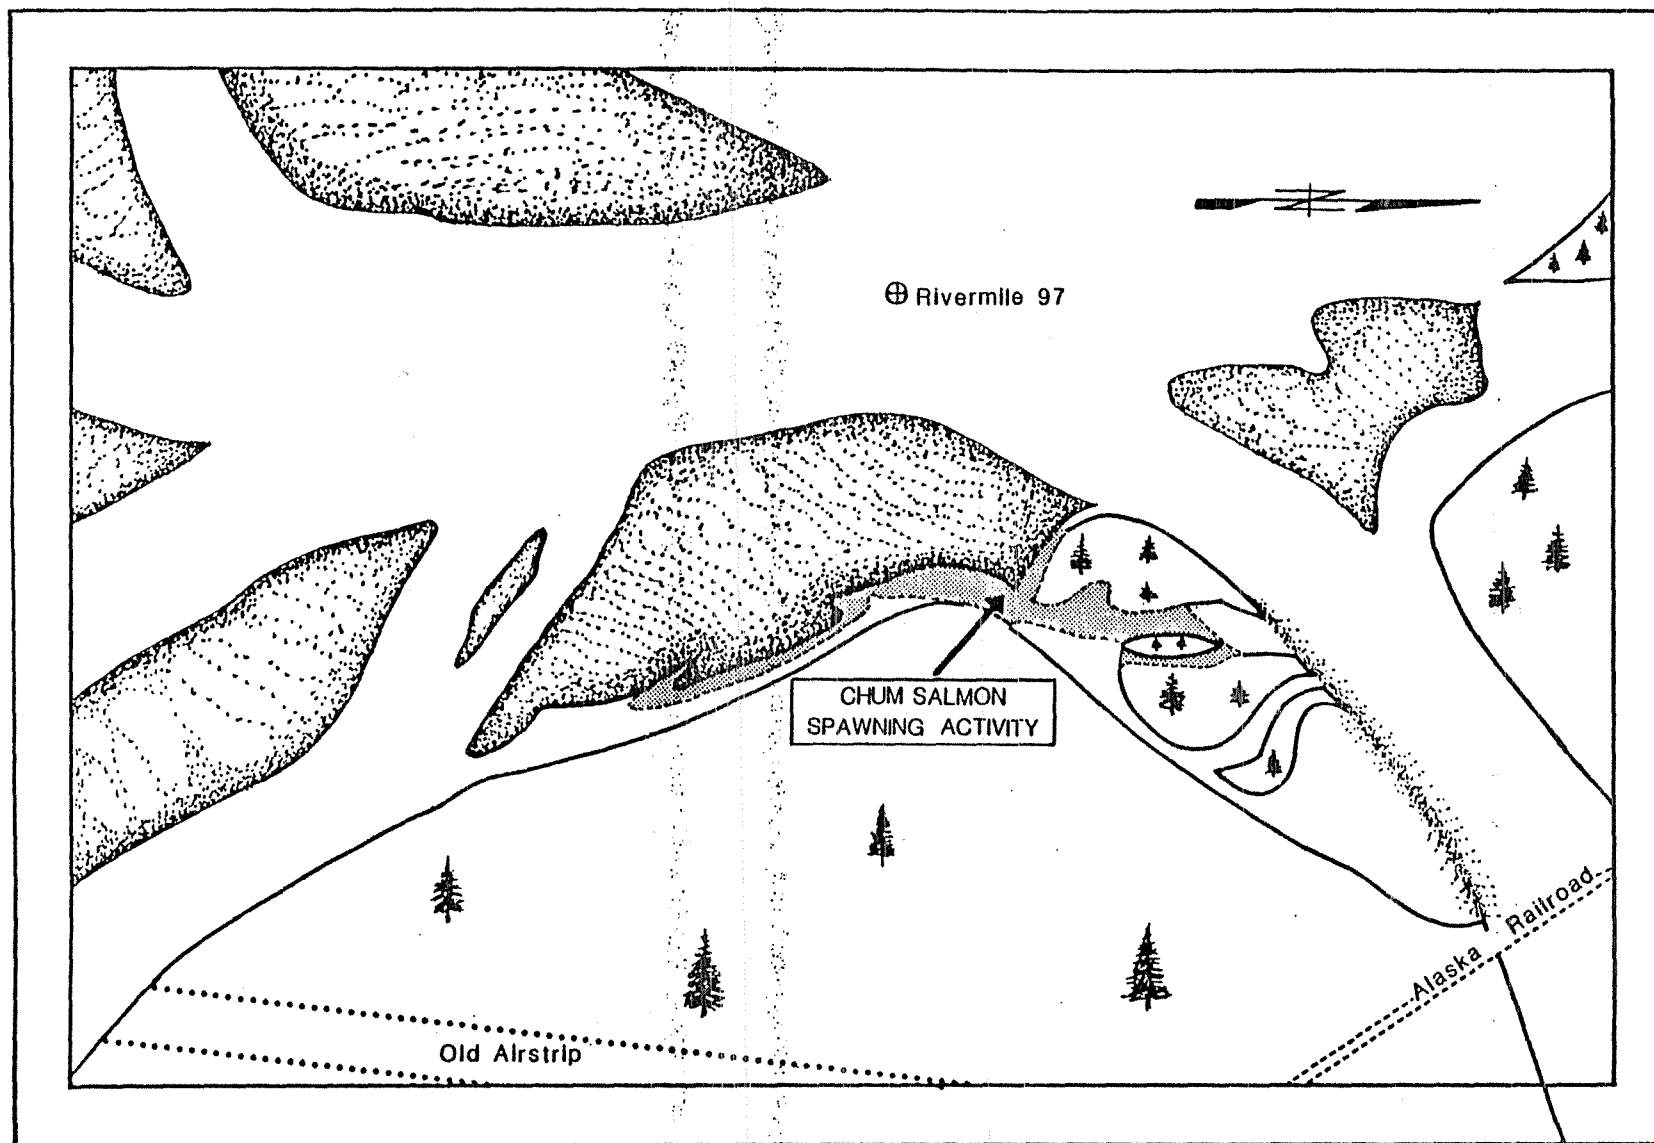 Rivermile 97
CHUM SALMON
SPAWNING ACTIVITY
Alaska Railroad
Old Airstrip